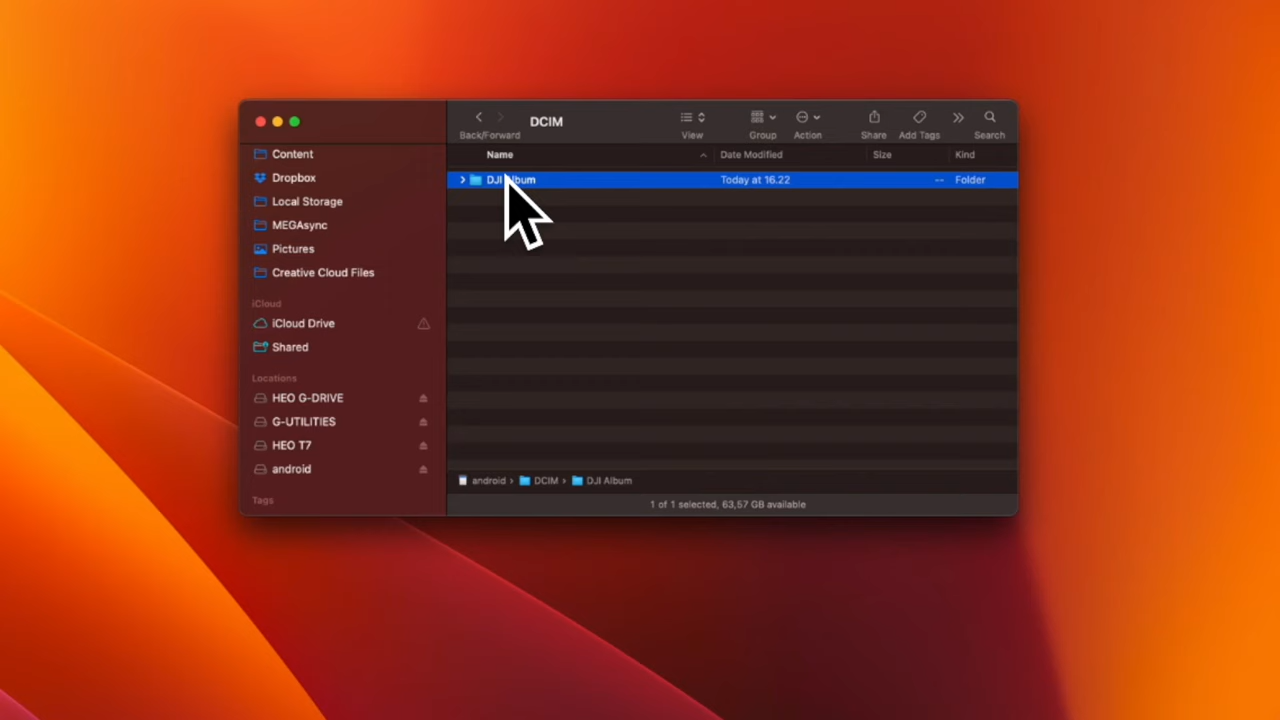 DCIM
Back/Forward
View
Group
Action
Share
Add Tags
Search
Content
Dropbox
Local Storage
MEGAsync
Pictures
Creative Cloud Files
iCloud
iCloud Drive
Shared
Locations
HEO G-DRIVE
G-UTILITIES
HEO T7
android
Tags
Name Date Modified Size Kind
DJI Album Today at 16.22 -- Folder
android › DCIM › DJI Album
1 of 1 selected, 63,57 GB available